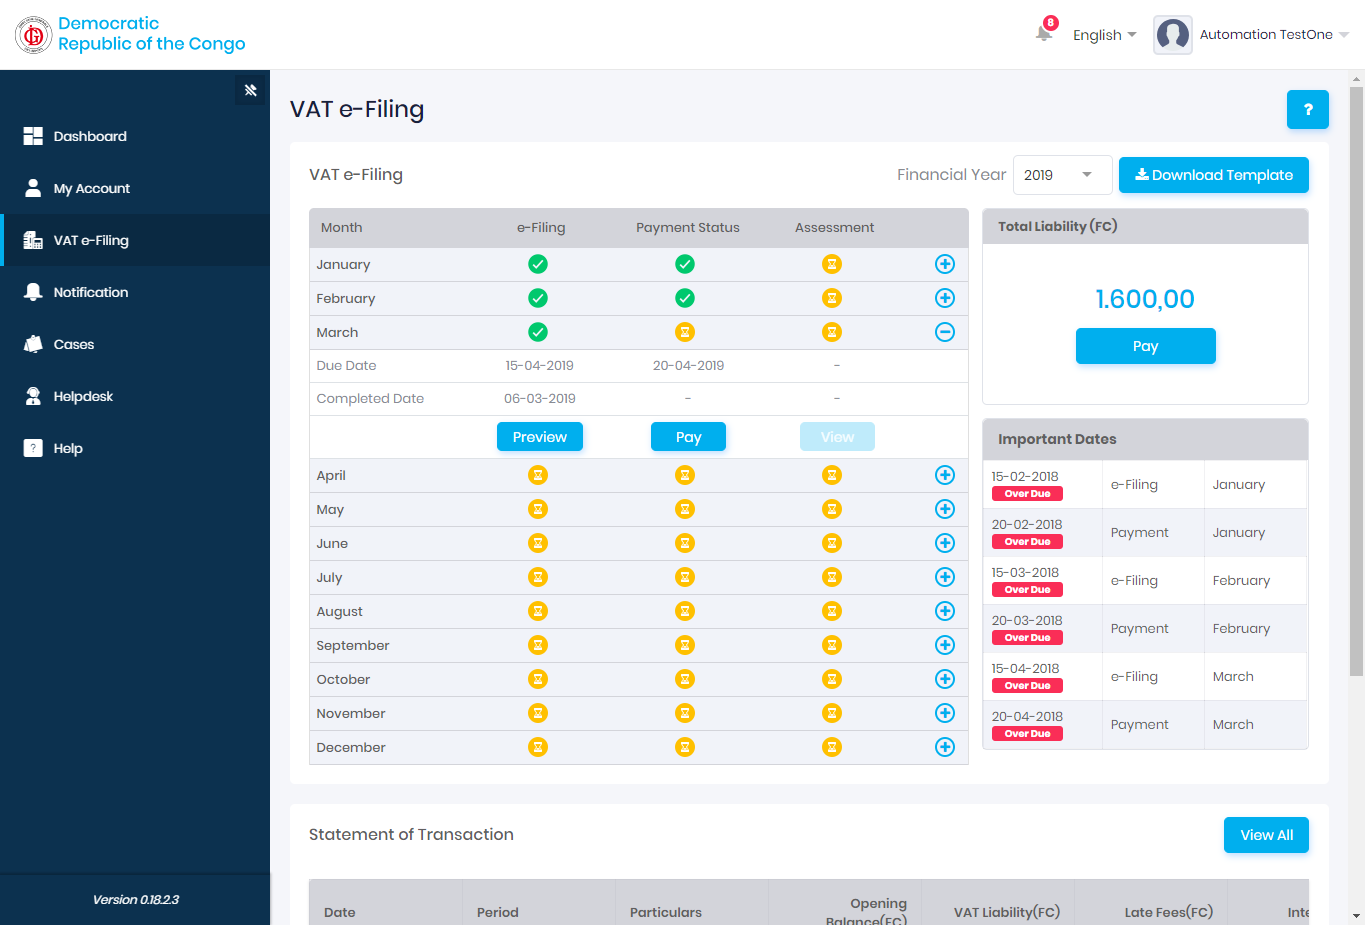 Democratic
Republic of the Congo
8
English
Automation TestOne
Dashboard
My Account
VAT e-Filing
Notification
Cases
Helpdesk
Help
Version 0.18.2.3
VAT e-Filing
?
VAT e-Filing
Financial Year 2019 Download Template
Month e-Filing Payment Status Assessment
January
February
March
Due Date 15-04-2019 20-04-2019 -
Completed Date 06-03-2019 - -
Preview Pay View
April
May
June
July
August
September
October
November
December
Total Liability (FC)
1.600,00
Pay
Important Dates
15-02-2018 Over Due e-Filing January
20-02-2018 Over Due Payment January
15-03-2018 Over Due e-Filing February
20-03-2018 Over Due Payment February
15-04-2018 Over Due e-Filing March
20-04-2018 Over Due Payment March
Statement of Transaction
View All
Date Period Particulars Opening Balance(FC) VAT Liability(FC) Late Fees(FC) Inte